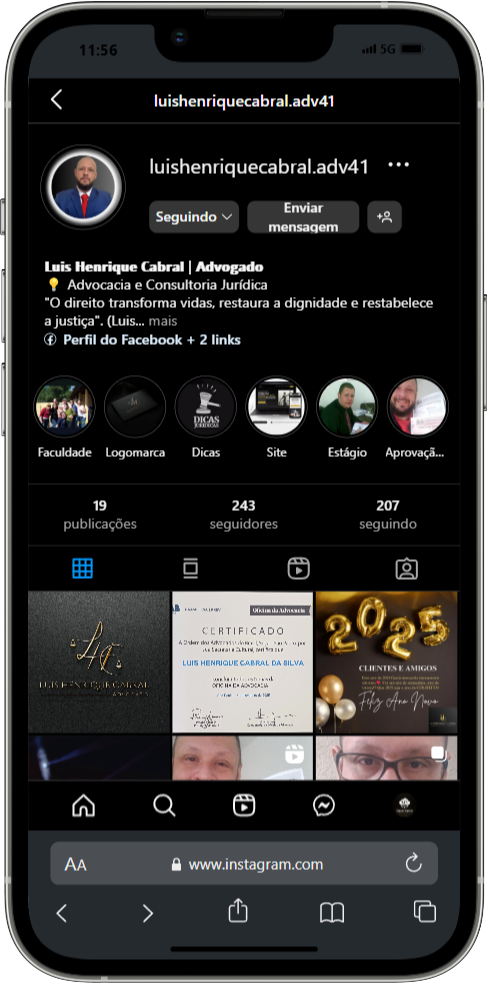 11:56
5G
luishenriquecabral.adv41
luishenriquecabral.adv41
Seguindo
Enviar
mensagem
Luis Henrique Cabral | Advogado
💡 Advocacia e Consultoria Jurídica
"O direito transforma vidas, restaura a dignidade e restabelece
a justiça". (Luis... mais
Perfil do Facebook + 2 links
DICAS
JURÍDICAS
Faculdade
Logomarca
Dicas
Site
Estágio
Aprovaçã...
19
243
207
publicações
seguidores
seguindo
LUIS HENRIQUE CABRAL
ADVOGADO
Oficina da Advocacia
CERTIFICADO
LUIS HENRIQUE CABRAL DA SILVA
OFICINA DA ADVOCACIA
2025
CLIENTES E AMIGOS
Feliz Ano Novo
AA
www.instagram.com